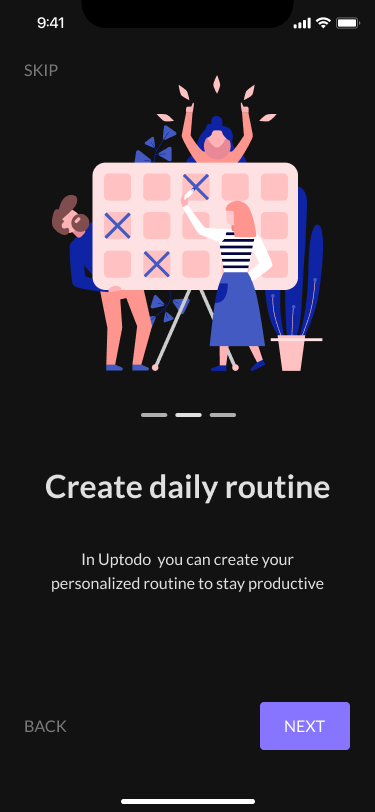 9:41
SKIP
Create daily routine
In Uptodo  you can create your
personalized routine to stay productive
BACK
NEXT